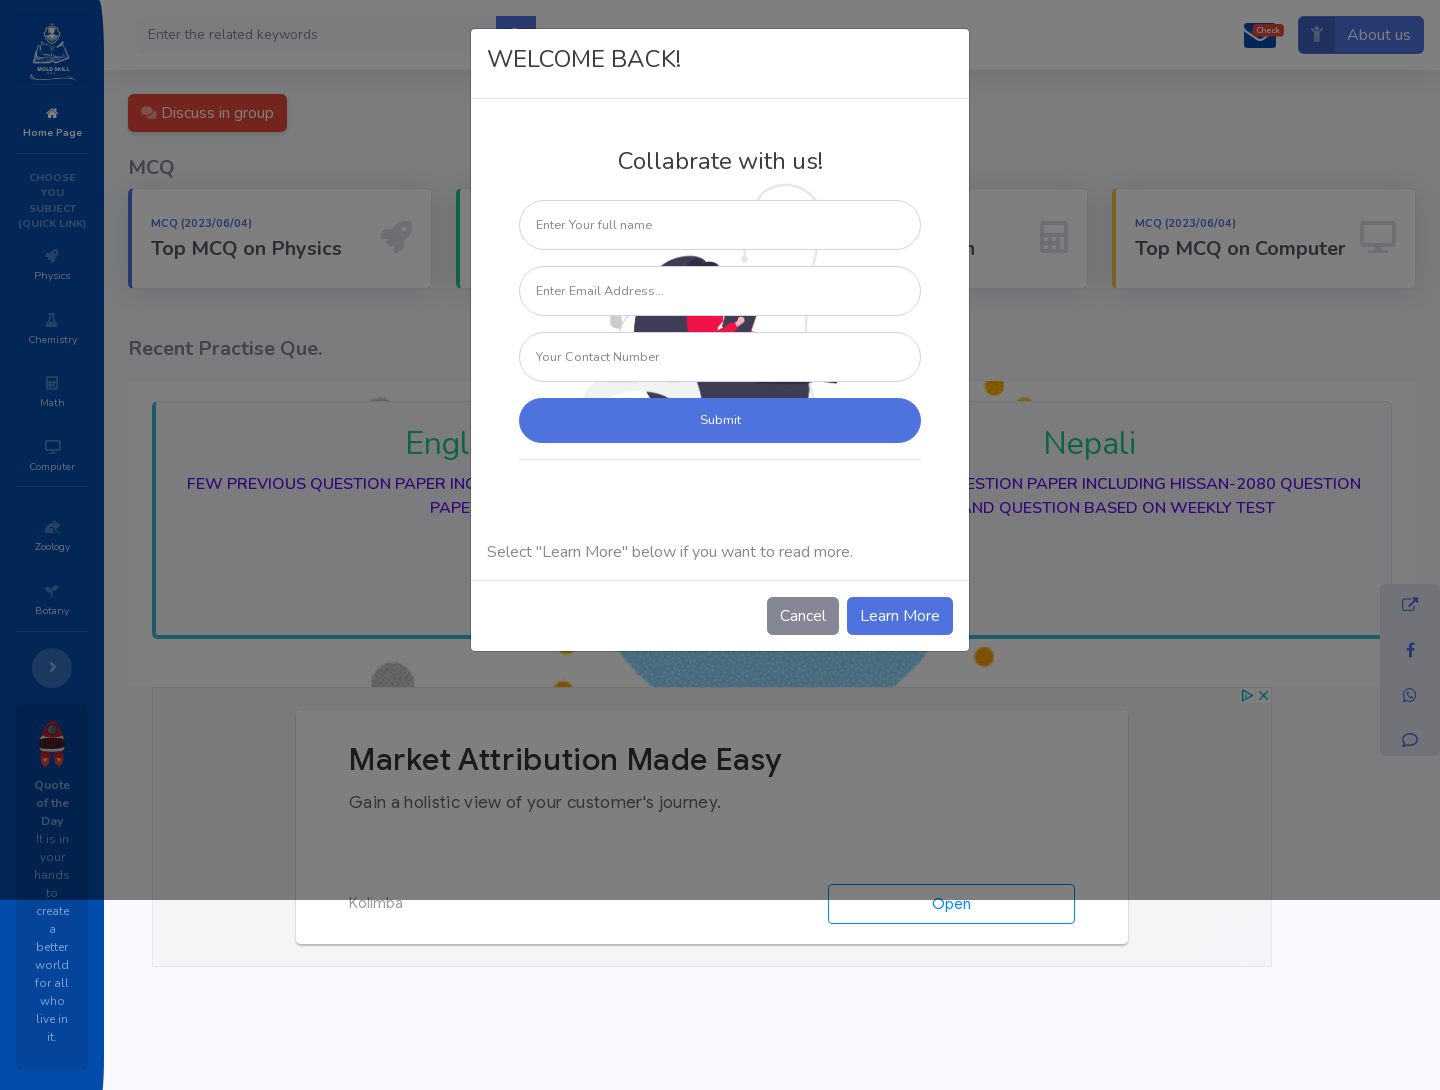 Enter the related keywords
Check
About us
MOLD SKILL
Home Page
CHOOSE
YOU
SUBJECT
(QUICK LINK)
Physics
Chemistry
Math
Computer
Zoology
Botany
Quote
of the
Day
It is in
your
hands
to
create
a
better
world
for all
who
live in
it.
Discuss in group
MCQ
MCQ (2023/06/04)
Top MCQ on Physics
MCQ (2023/06/04)
Top MCQ on Computer
Recent Practise Que.
Nepali
FEW PREVIOUS QUESTION PAPER
PAPER INCLUDING HISSAN-2080 QUESTION
AND QUESTION BASED ON WEEKLY TEST
WELCOME BACK!
Collabrate with us!
Enter Your full name
Enter Email Address...
Your Contact Number
Submit
Select "Learn More" below if you want to read more.
Cancel
Learn More
Market Attribution Made Easy
Gain a holistic view of your customer's journey.
Kolimba
Open